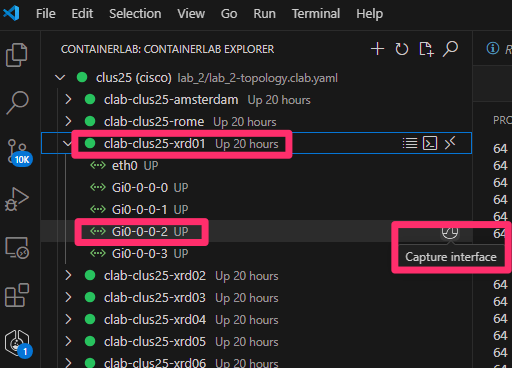 File Edit Selection View Go Run Terminal Help
CONTAINERLAB: CONTAINERLAB EXPLORER
clus25 (cisco) lab_2/lab_2-topology.clab.yaml
clab-clus25-amsterdam Up 20 hours
clab-clus25-rome Up 20 hours
clab-clus25-xrd01 Up 20 hours
eth0 UP
Gi0-0-0-0 UP
Gi0-0-0-1 UP
Gi0-0-0-2 UP
Capture interface
Gi0-0-0-3 UP
clab-clus25-xrd02 Up 20 hours
clab-clus25-xrd03 Up 20 hours
clab-clus25-xrd04 Up 20 hours
clab-clus25-xrd05 Up 20 hours
clab-clus25-xrd06 Up 20 hours
10K
1
R
PRO
64
64
64
64
64
64
64
64
64
64